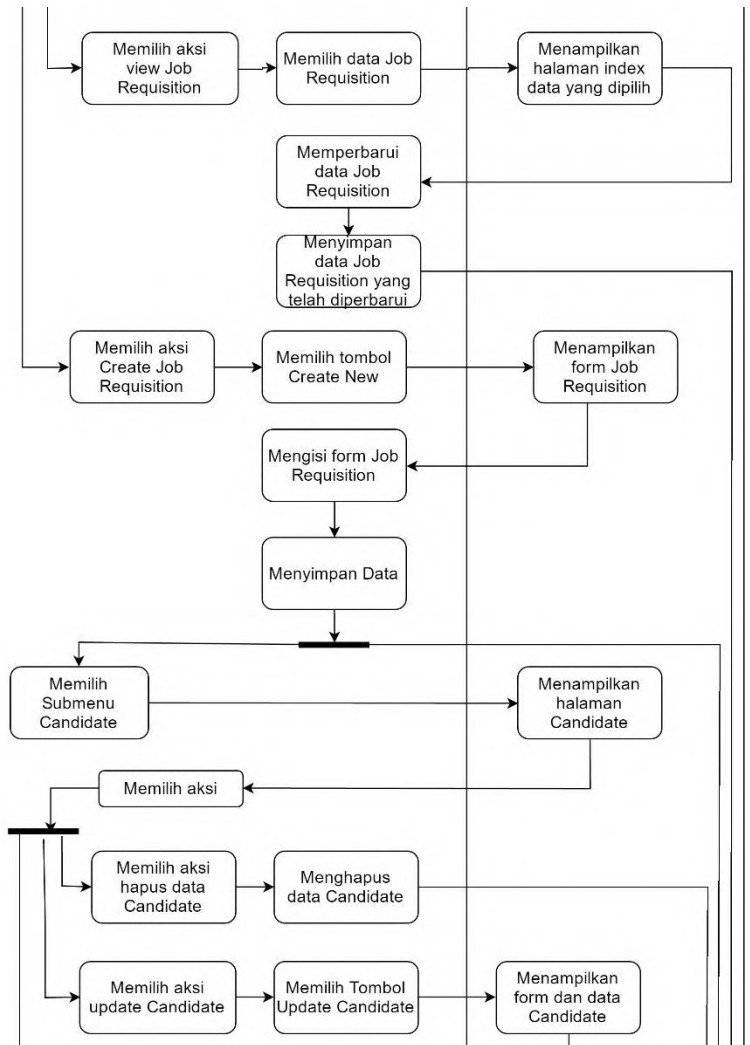 Memilih aksi
view Job
Requisition
Memilih data Job
Requisition
Menampilkan
halaman index
data yang dipilih
Memperbarui
data Job
Requisition
Menyimpan
data Job
Requisition yang
telah diperbarui
Memilih aksi
Create Job
Requisition
Memilih tombol
Create New
Menampilkan
form Job
Requisition
Mengisi form Job
Requisition
Menyimpan Data
Memilih
Submenu
Candidate
Menampilkan
halaman
Candidate
Memilih aksi
Memilih aksi
hapus data
Candidate
Menghapus
data Candidate
Memilih aksi
update Candidate
Memilih Tombol
Update Candidate
Menampilkan
form dan data
Candidate